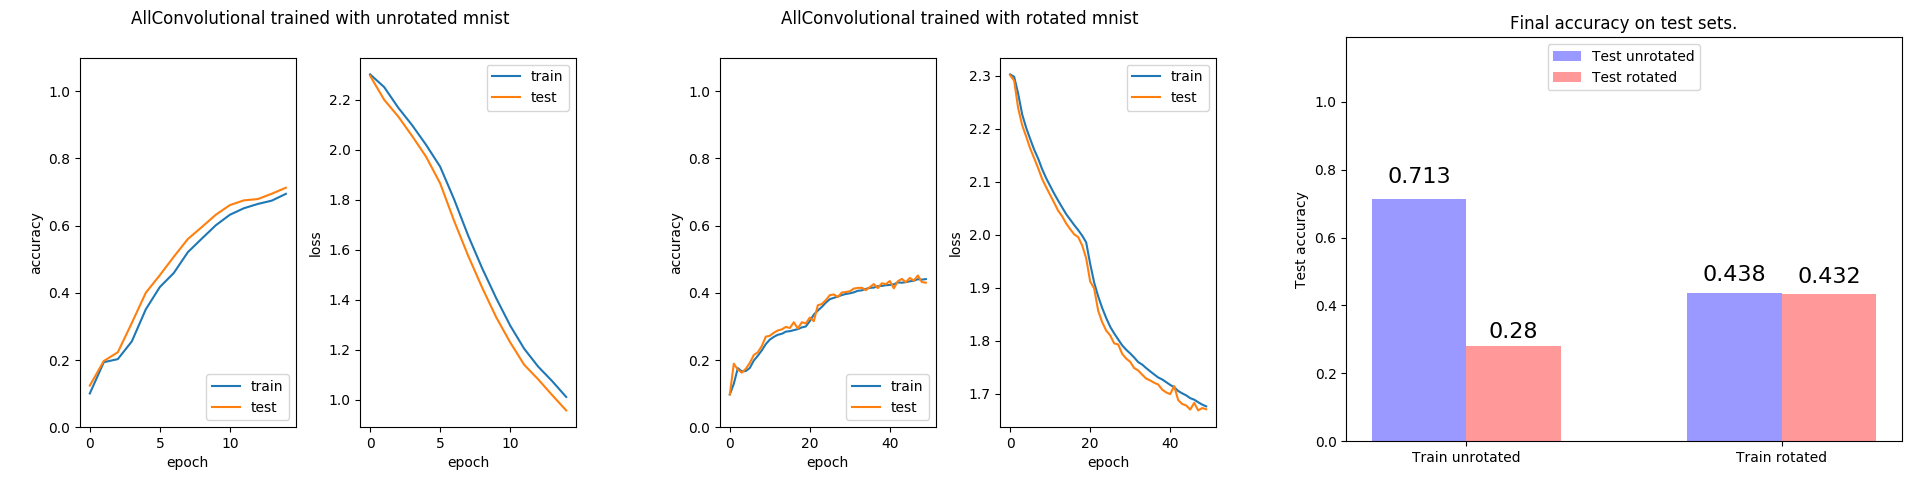 AllConvolutional trained with unrotated mnist
1.0
0.8
0.6
0.4
0.2
0.0
accuracy
0 5 10
epoch
train
test
2.2
2.0
1.8
1.6
1.4
1.2
1.0
loss
0 5 10
epoch
train
test
AllConvolutional trained with rotated mnist
1.0
0.8
0.6
0.4
0.2
0.0
accuracy
0 20 40
epoch
train
test
2.3
2.2
2.1
2.0
1.9
1.8
1.7
loss
0 20 40
epoch
train
test
Final accuracy on test sets.
Test unrotated
Test rotated
1.0
0.8
0.6
0.4
0.2
0.0
Test accuracy
0.713
0.28
0.438
0.432
Train unrotated
Train rotated